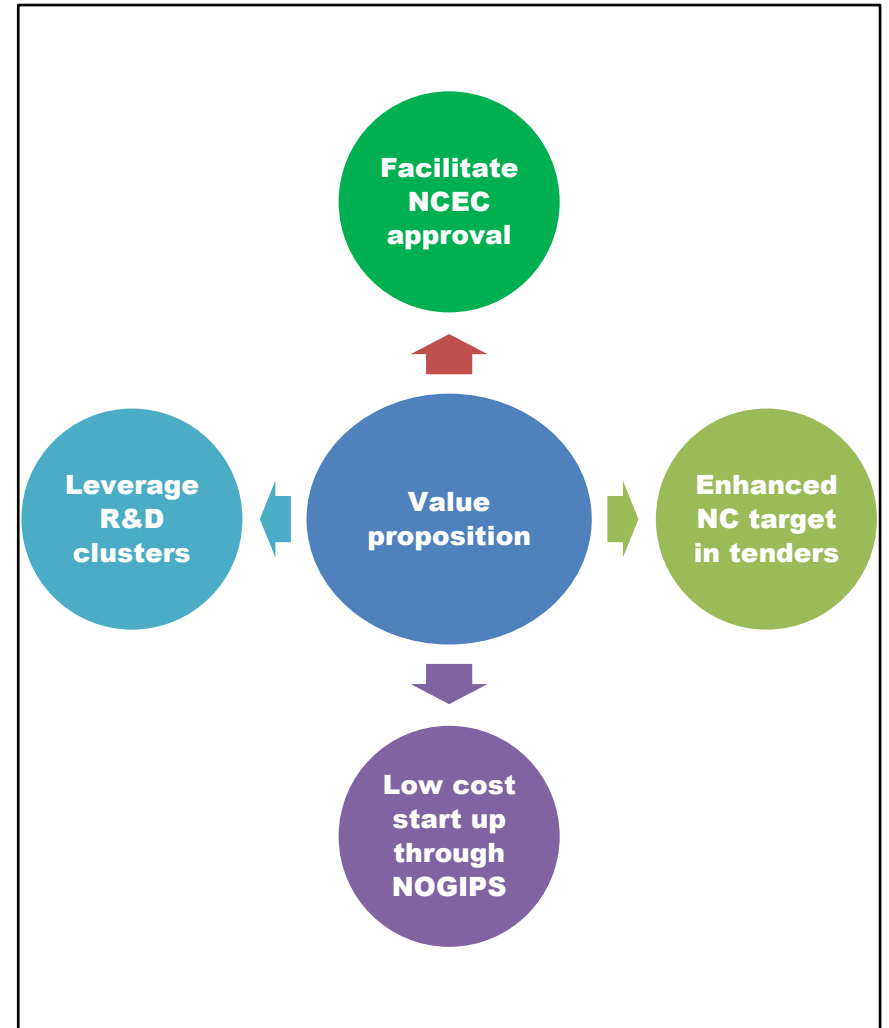 Facilitate
NCEC
approval
Leverage
R&D
clusters
Value
proposition
Enhanced
NC target
in tenders
Low cost
start up
through
NOGIPS